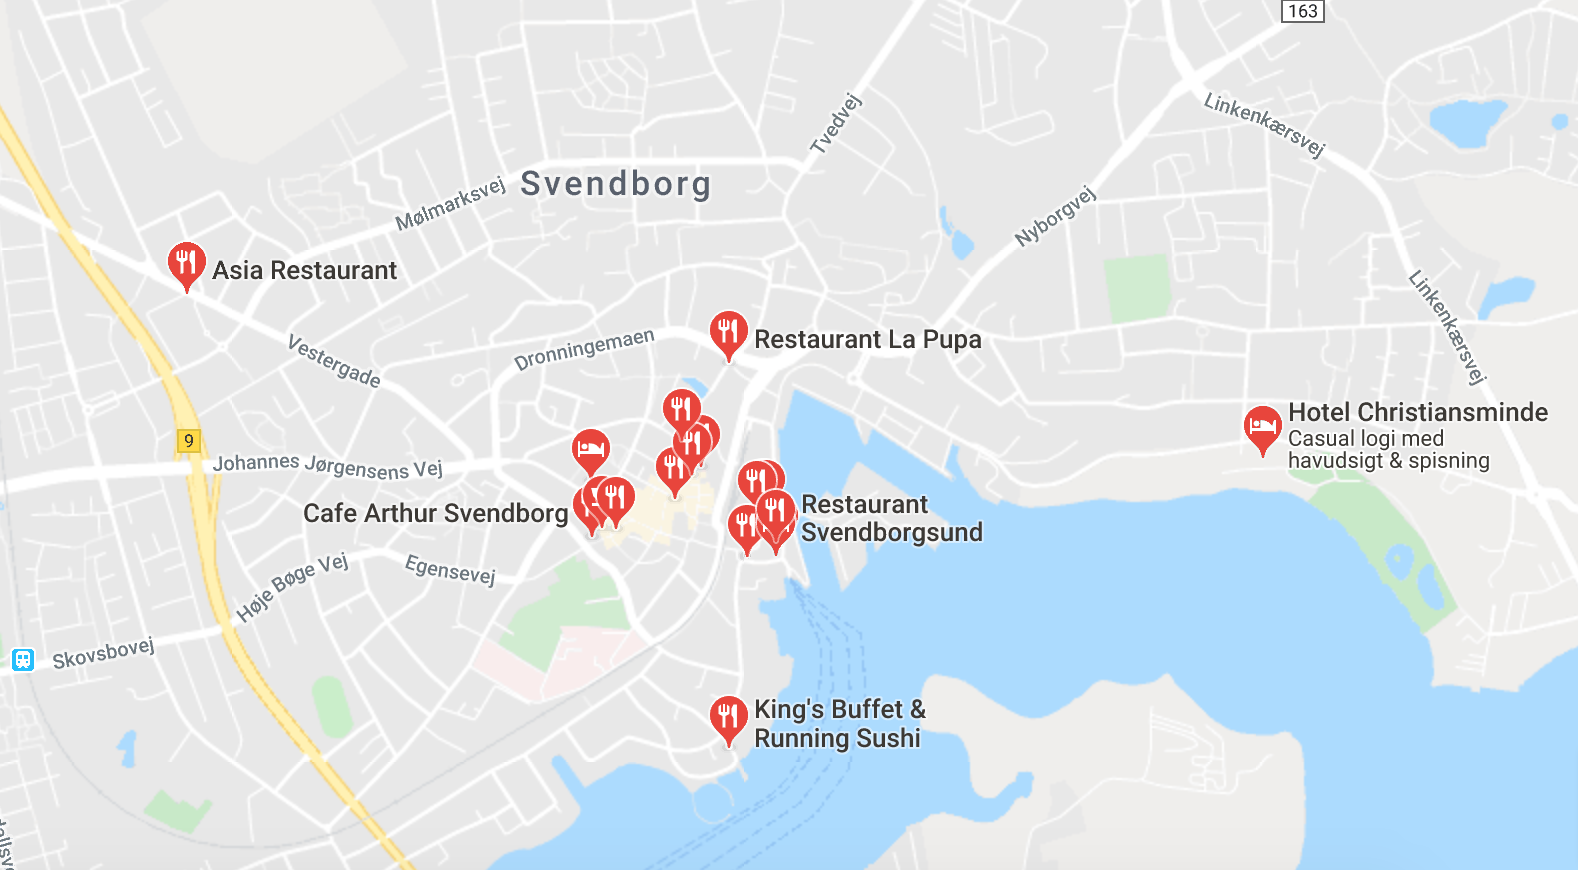 163
Linkenkærsvej
Tvedvej
Svendborg
Mølmarksvej
Nyborgvej
Asia Restaurant
Linkenkærsvej
Restaurant La Pupa
Dronningemaen
Vestergade
Hotel Christiansminde
Casual logi med
havudsigt & spisning
9
Johannes Jørgensens Vej
Cafe Arthur Svendborg
Restaurant
Svendborgsund
Egensevej
Høje Bøge Vej
Skovsbovej
King's Buffet &
Running Sushi